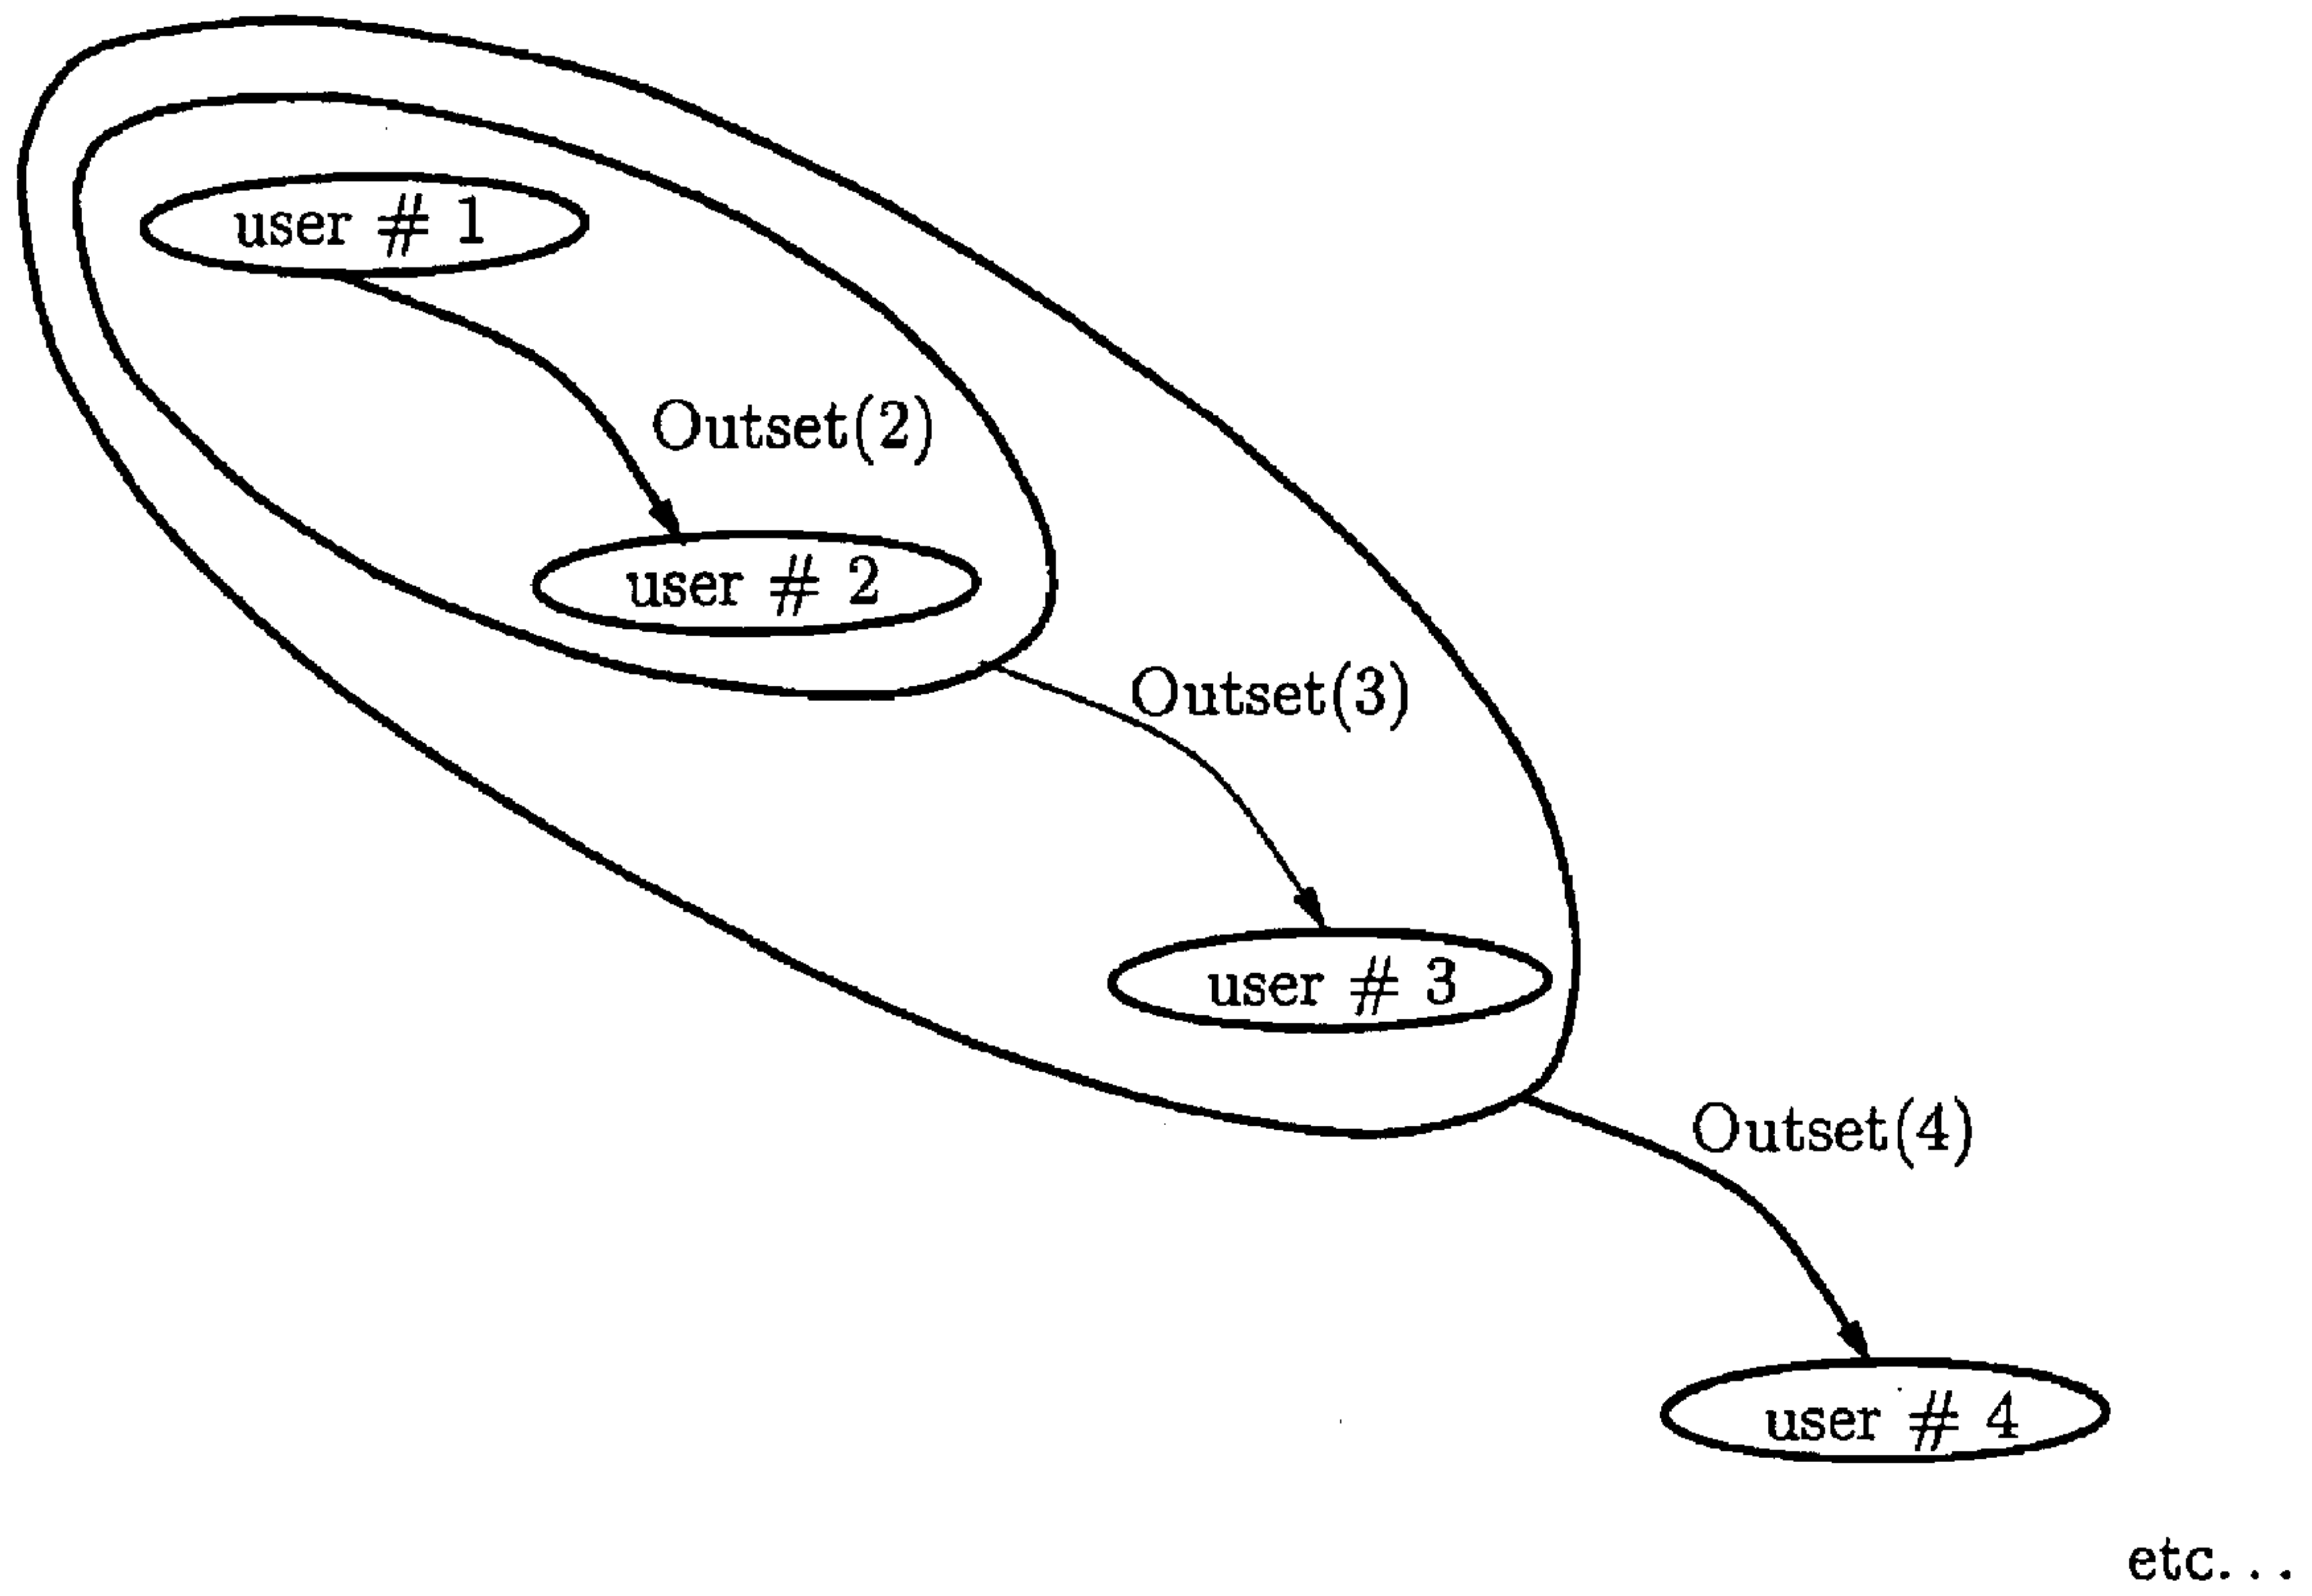 user # 1
Outset(2)
user # 2
Outset(3)
user # 3
Outset(4)
user # 4
etc...